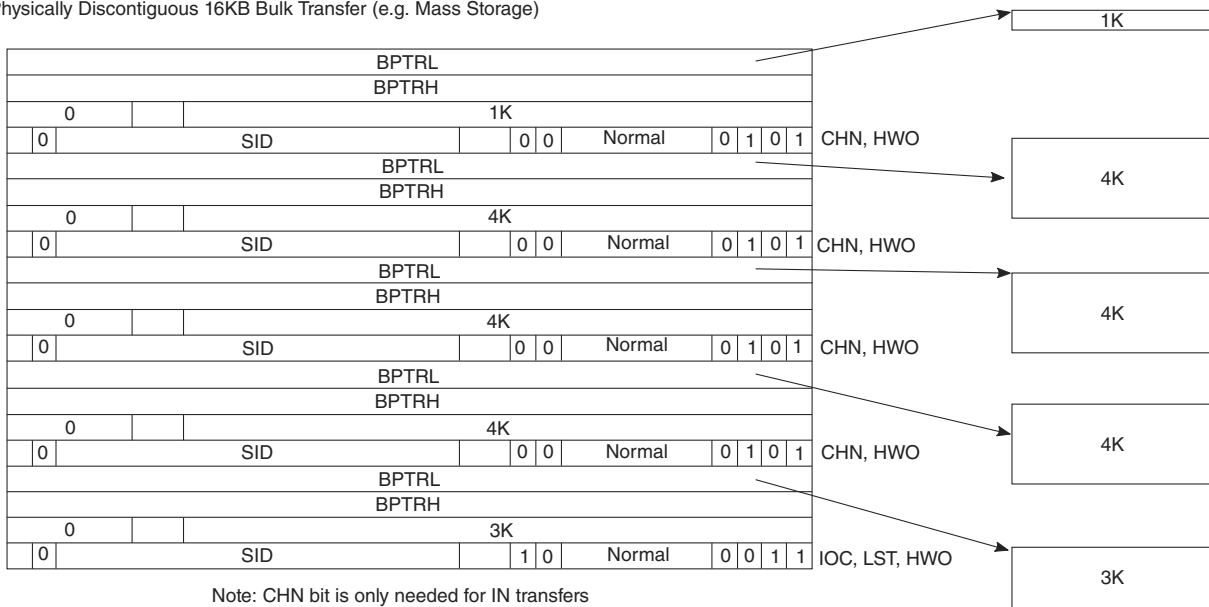 Physically Discontiguous 16KB Bulk Transfer (e.g. Mass Storage)
1K
BPTRL
BPTRH
0 1K
0 SID 0 0 Normal 0 1 0 1 CHN, HWO
BPTRL
4K
BPTRH
0 4K
0 SID 0 0 Normal 0 1 0 1 CHN, HWO
BPTRL
BPTRH
4K
0 4K
0 SID 0 0 Normal 0 1 0 1 CHN, HWO
BPTRL
BPTRH
0 4K
4K
0 SID 0 0 Normal 0 1 0 1 CHN, HWO
BPTRL
BPTRH
0 3K
0 SID 1 0 Normal 0 0 1 1 IOC, LST, HWO
3K
Note: CHN bit is only needed for IN transfers